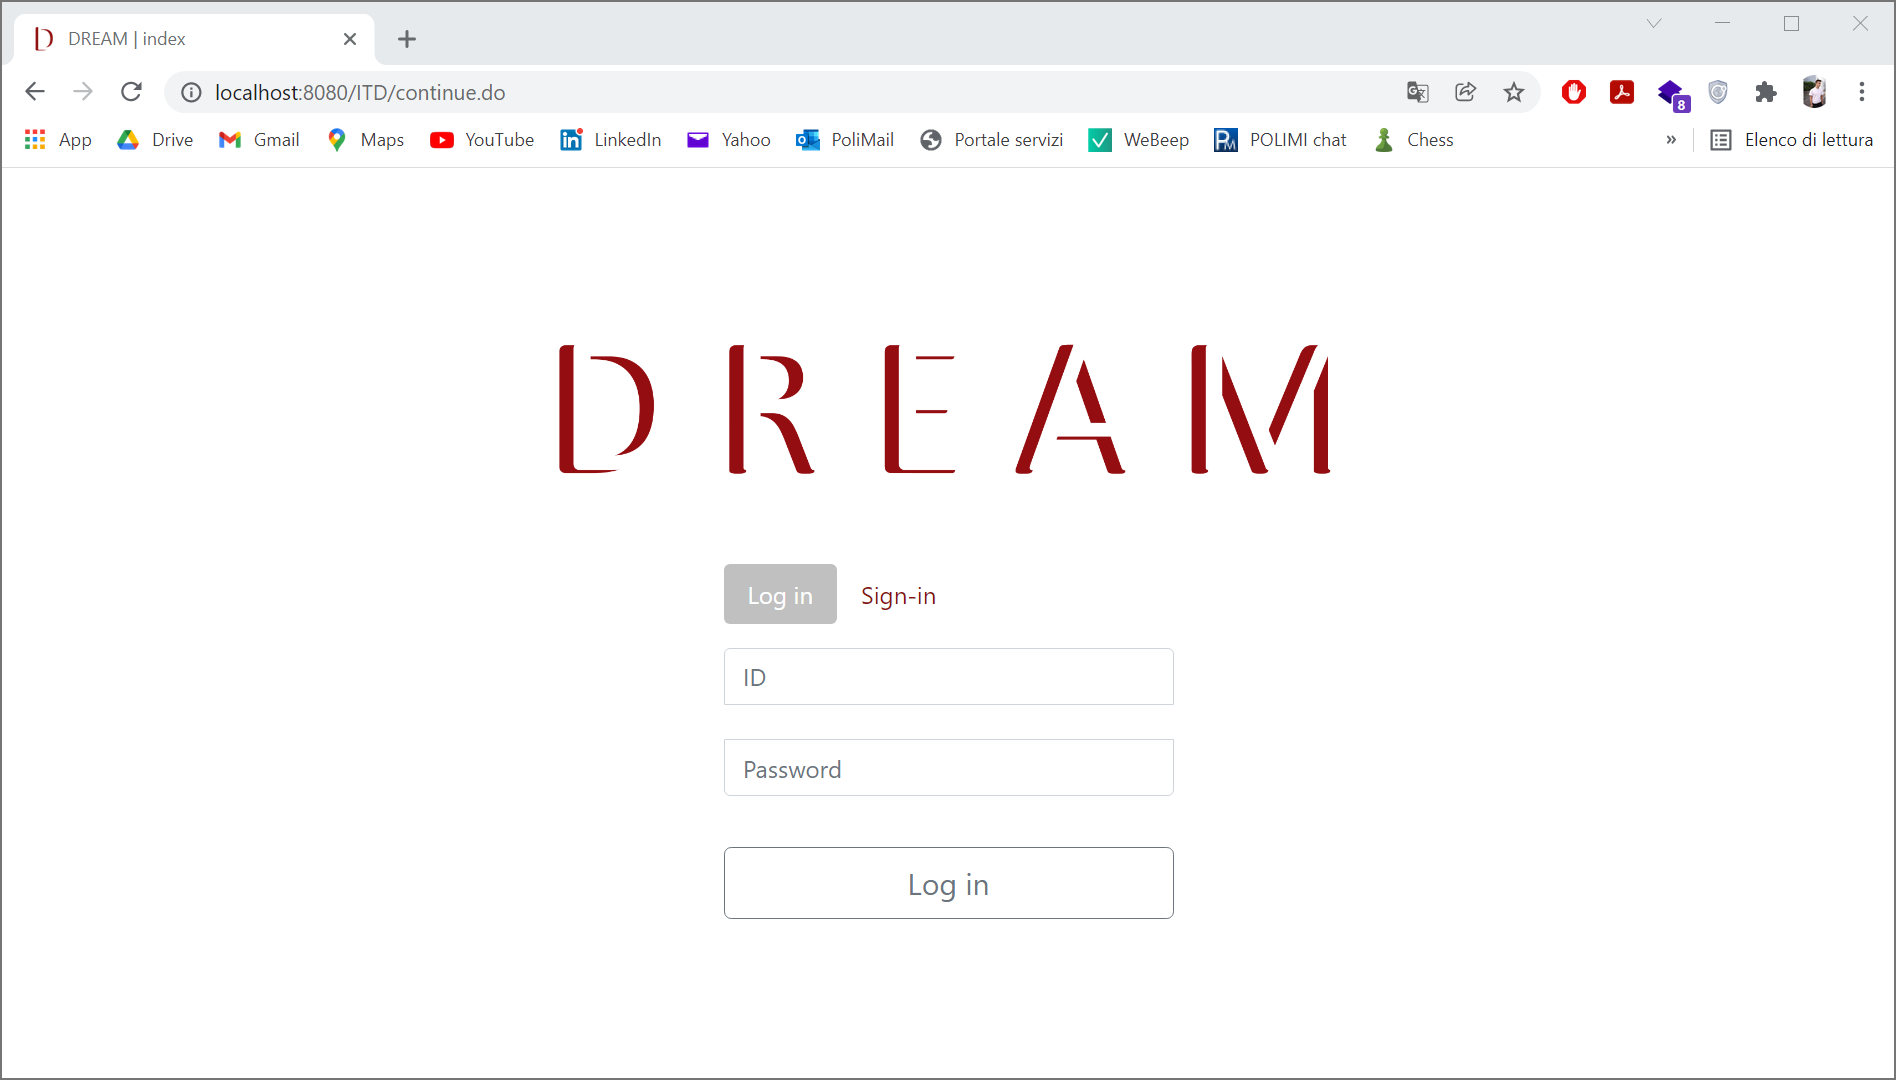 DREAM | index
localhost:8080/ITD/continue.do
8
App Drive Gmail Maps YouTube LinkedIn Yahoo PoliMail Portale servizi WeBeep POLIMI chat Chess » Elenco di lettura
DREAM
Log in Sign-in
ID
Password
Log in